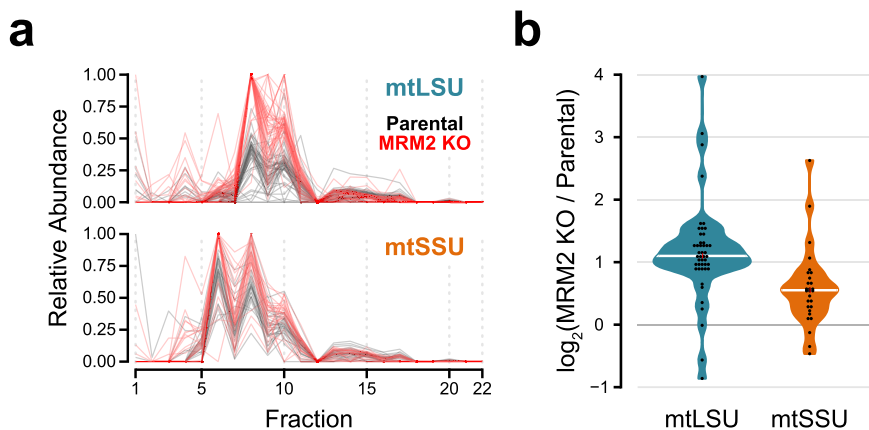 a
1.00
0.75
0.50
0.25
0.00
mtLSU
Parental
MRM2 KO
1.00
0.75
0.50
0.25
0.00
mtSSU
Relative Abundance
1 5 10 15 20 22
Fraction
b
4
3
2
1
0
−1
log2(MRM2 KO / Parental)
mtLSU mtSSU